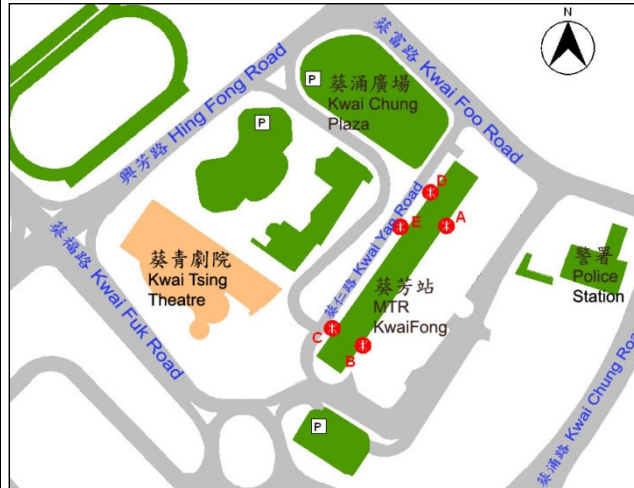 N
葵富路 Kwai Foo Road
P
葵涌廣場
Kwai Chung
Plaza
興芳路 Hing Fong Road
P
D
A
E
葵仁路 Kwai Yan Road
葵福路 Kwai Fuk Road
葵青劇院
Kwai Tsing
Theatre
葵芳站
MTR
KwaiFong
警署
Police
Station
C
B
P
葵涌路 Kwai Chung Roa